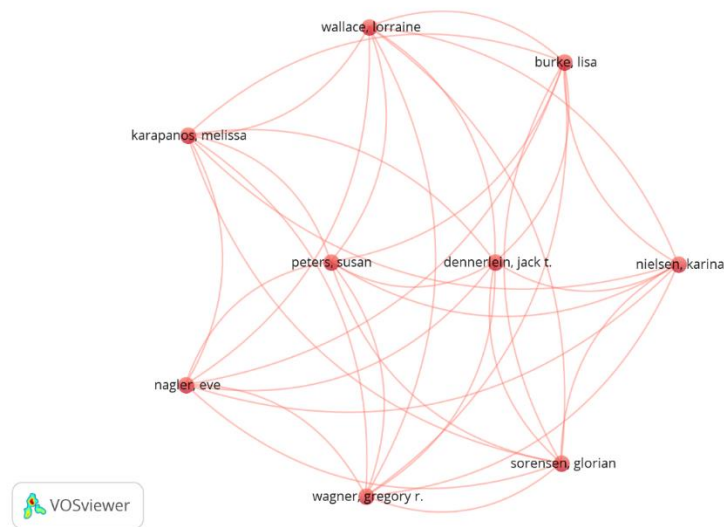 wallace, lorraine
burke, lisa
karapanos, melissa
peters, susan
dennerlein, jack t.
nielsen, karina
nagler, eve
sorensen, glorian
wagner, gregory r.
VOSviewer